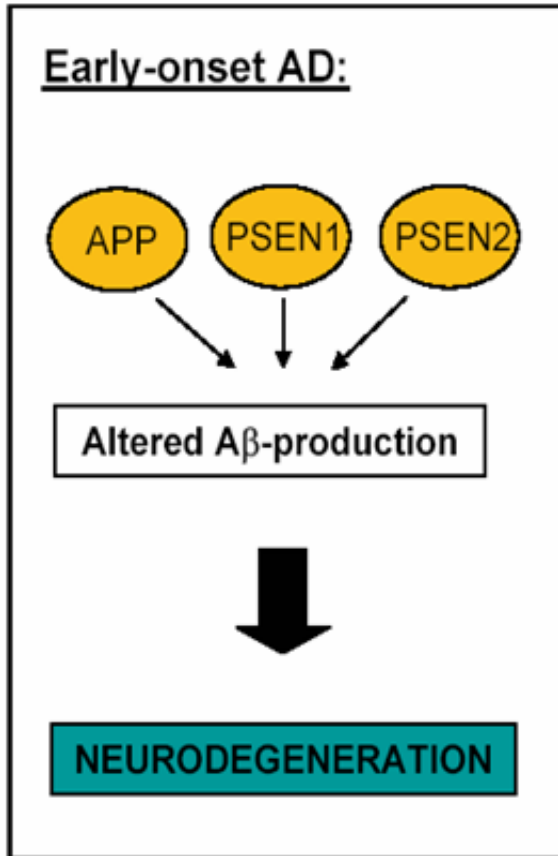 Early-onset AD:
APP PSEN1 PSEN2
Altered Aβ-production
NEURODEGENERATION